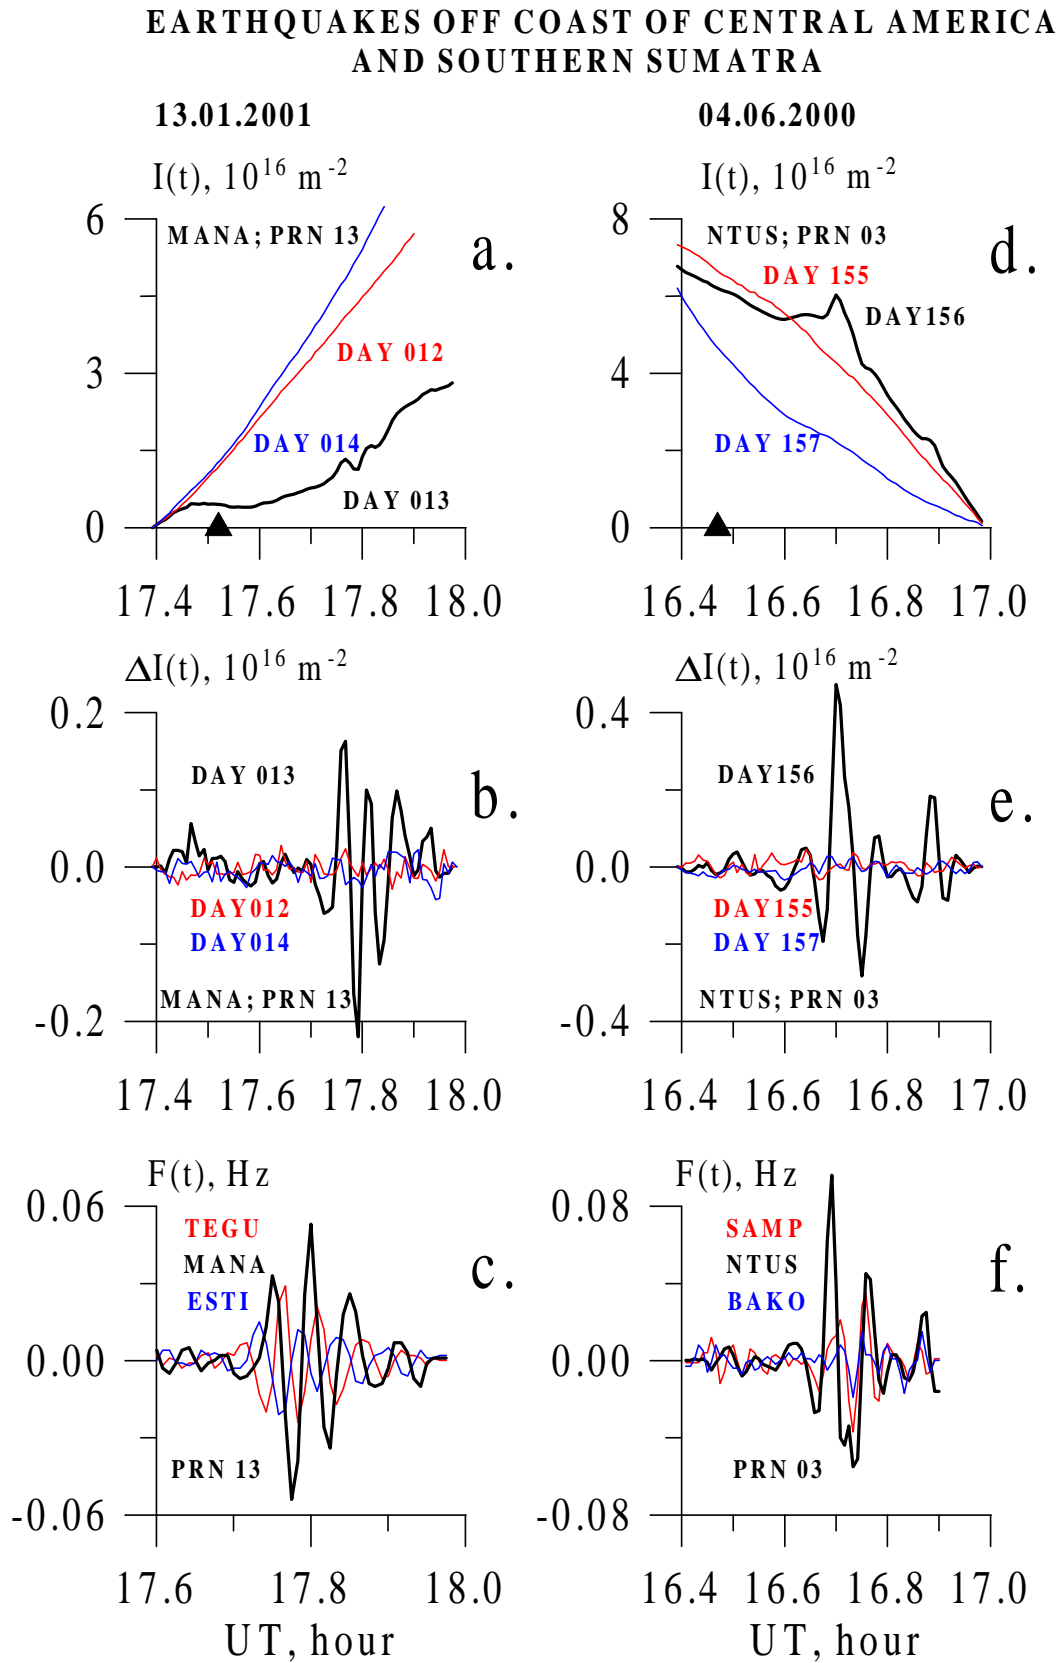 EARTHQUAKES OFF COAST OF CENTRAL AMERICA
AND SOUTHERN SUMATRA
13.01.2001
I(t), 10^16 m^-2
6
3
0
MANA; PRN 13
a.
DAY 012
DAY 014
DAY 013
17.4 17.6 17.8 18.0
ΔI(t), 10^16 m^-2
0.2
0.0
-0.2
DAY 013
b.
DAY012
DAY014
MANA; PRN 13
17.4 17.6 17.8 18.0
F(t), Hz
0.06
0.00
-0.06
TEGU
MANA
ESTI
c.
PRN 13
17.6 17.8 18.0
UT, hour
04.06.2000
I(t), 10^16 m^-2
8
4
0
NTUS; PRN 03
d.
DAY 155
DAY156
DAY 157
16.4 16.6 16.8 17.0
ΔI(t), 10^16 m^-2
0.4
0.0
-0.4
DAY156
e.
DAY155
DAY 157
NTUS; PRN 03
16.4 16.6 16.8 17.0
F(t), Hz
0.08
0.00
-0.08
SAMP
NTUS
BAKO
f.
PRN 03
16.4 16.6 16.8 17.0
UT, hour